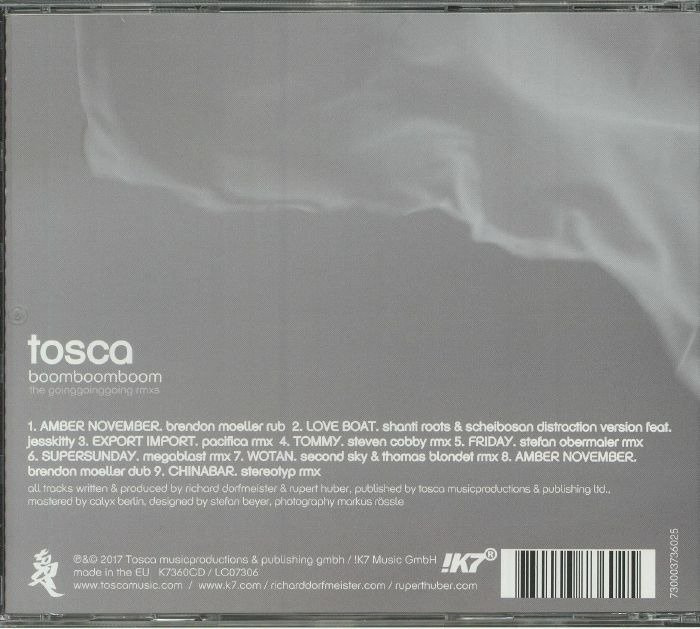 tosca
boomboomboom
the goinggoinggoing rmxs
1. AMBER NOVEMBER. brendon moeller rub 2. LOVE BOAT. shanti roots & scheibosan distraction version feat.
jesskitty 3. EXPORT IMPORT. pacifica rmx 4. TOMMY. steven cobby rmx 5. FRIDAY. stefan obermaier rmx
6. SUPERSUNDAY. megablast rmx 7. WOTAN. second sky & thomas blondet rmx 8. AMBER NOVEMBER.
brendon moeller dub 9. CHINABAR. stereotyp rmx
all tracks written & produced by richard dorfmeister & rupert huber, published by tosca musicproductions & publishing ltd.,
mastered by calyx berlin, designed by stefan beyer, photography markus rössle
℗&© 2017 Tosca musicproductions & publishing gmbh / !K7 Music GmbH
made in the EU K7360CD / LC07306
www.toscamusic.com / www.k7.com / richarddorfmeister.com / ruperthuber.com
!K7®
730003736025